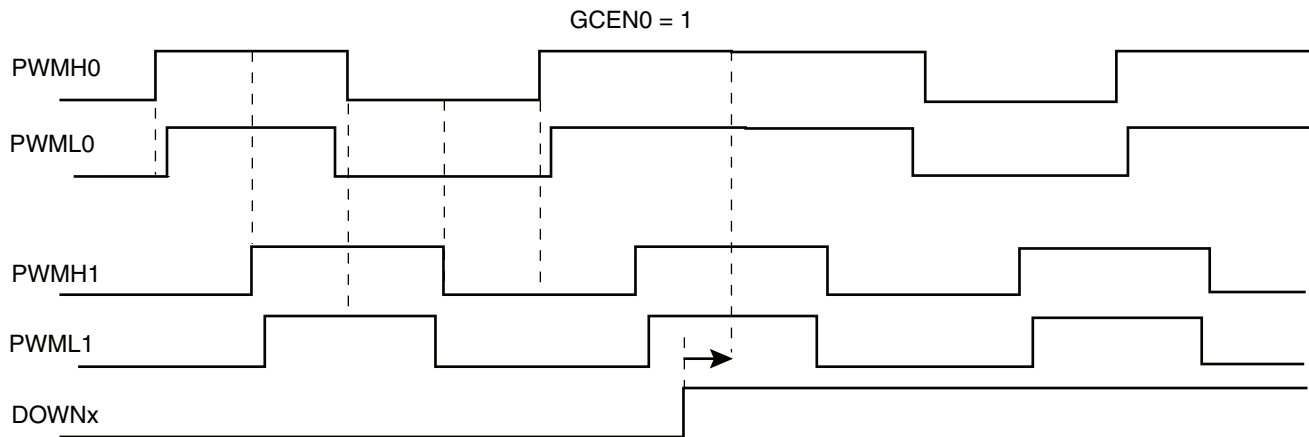 GCEN0 = 1
PWMH0
PWML0
PWMH1
PWML1
DOWNx